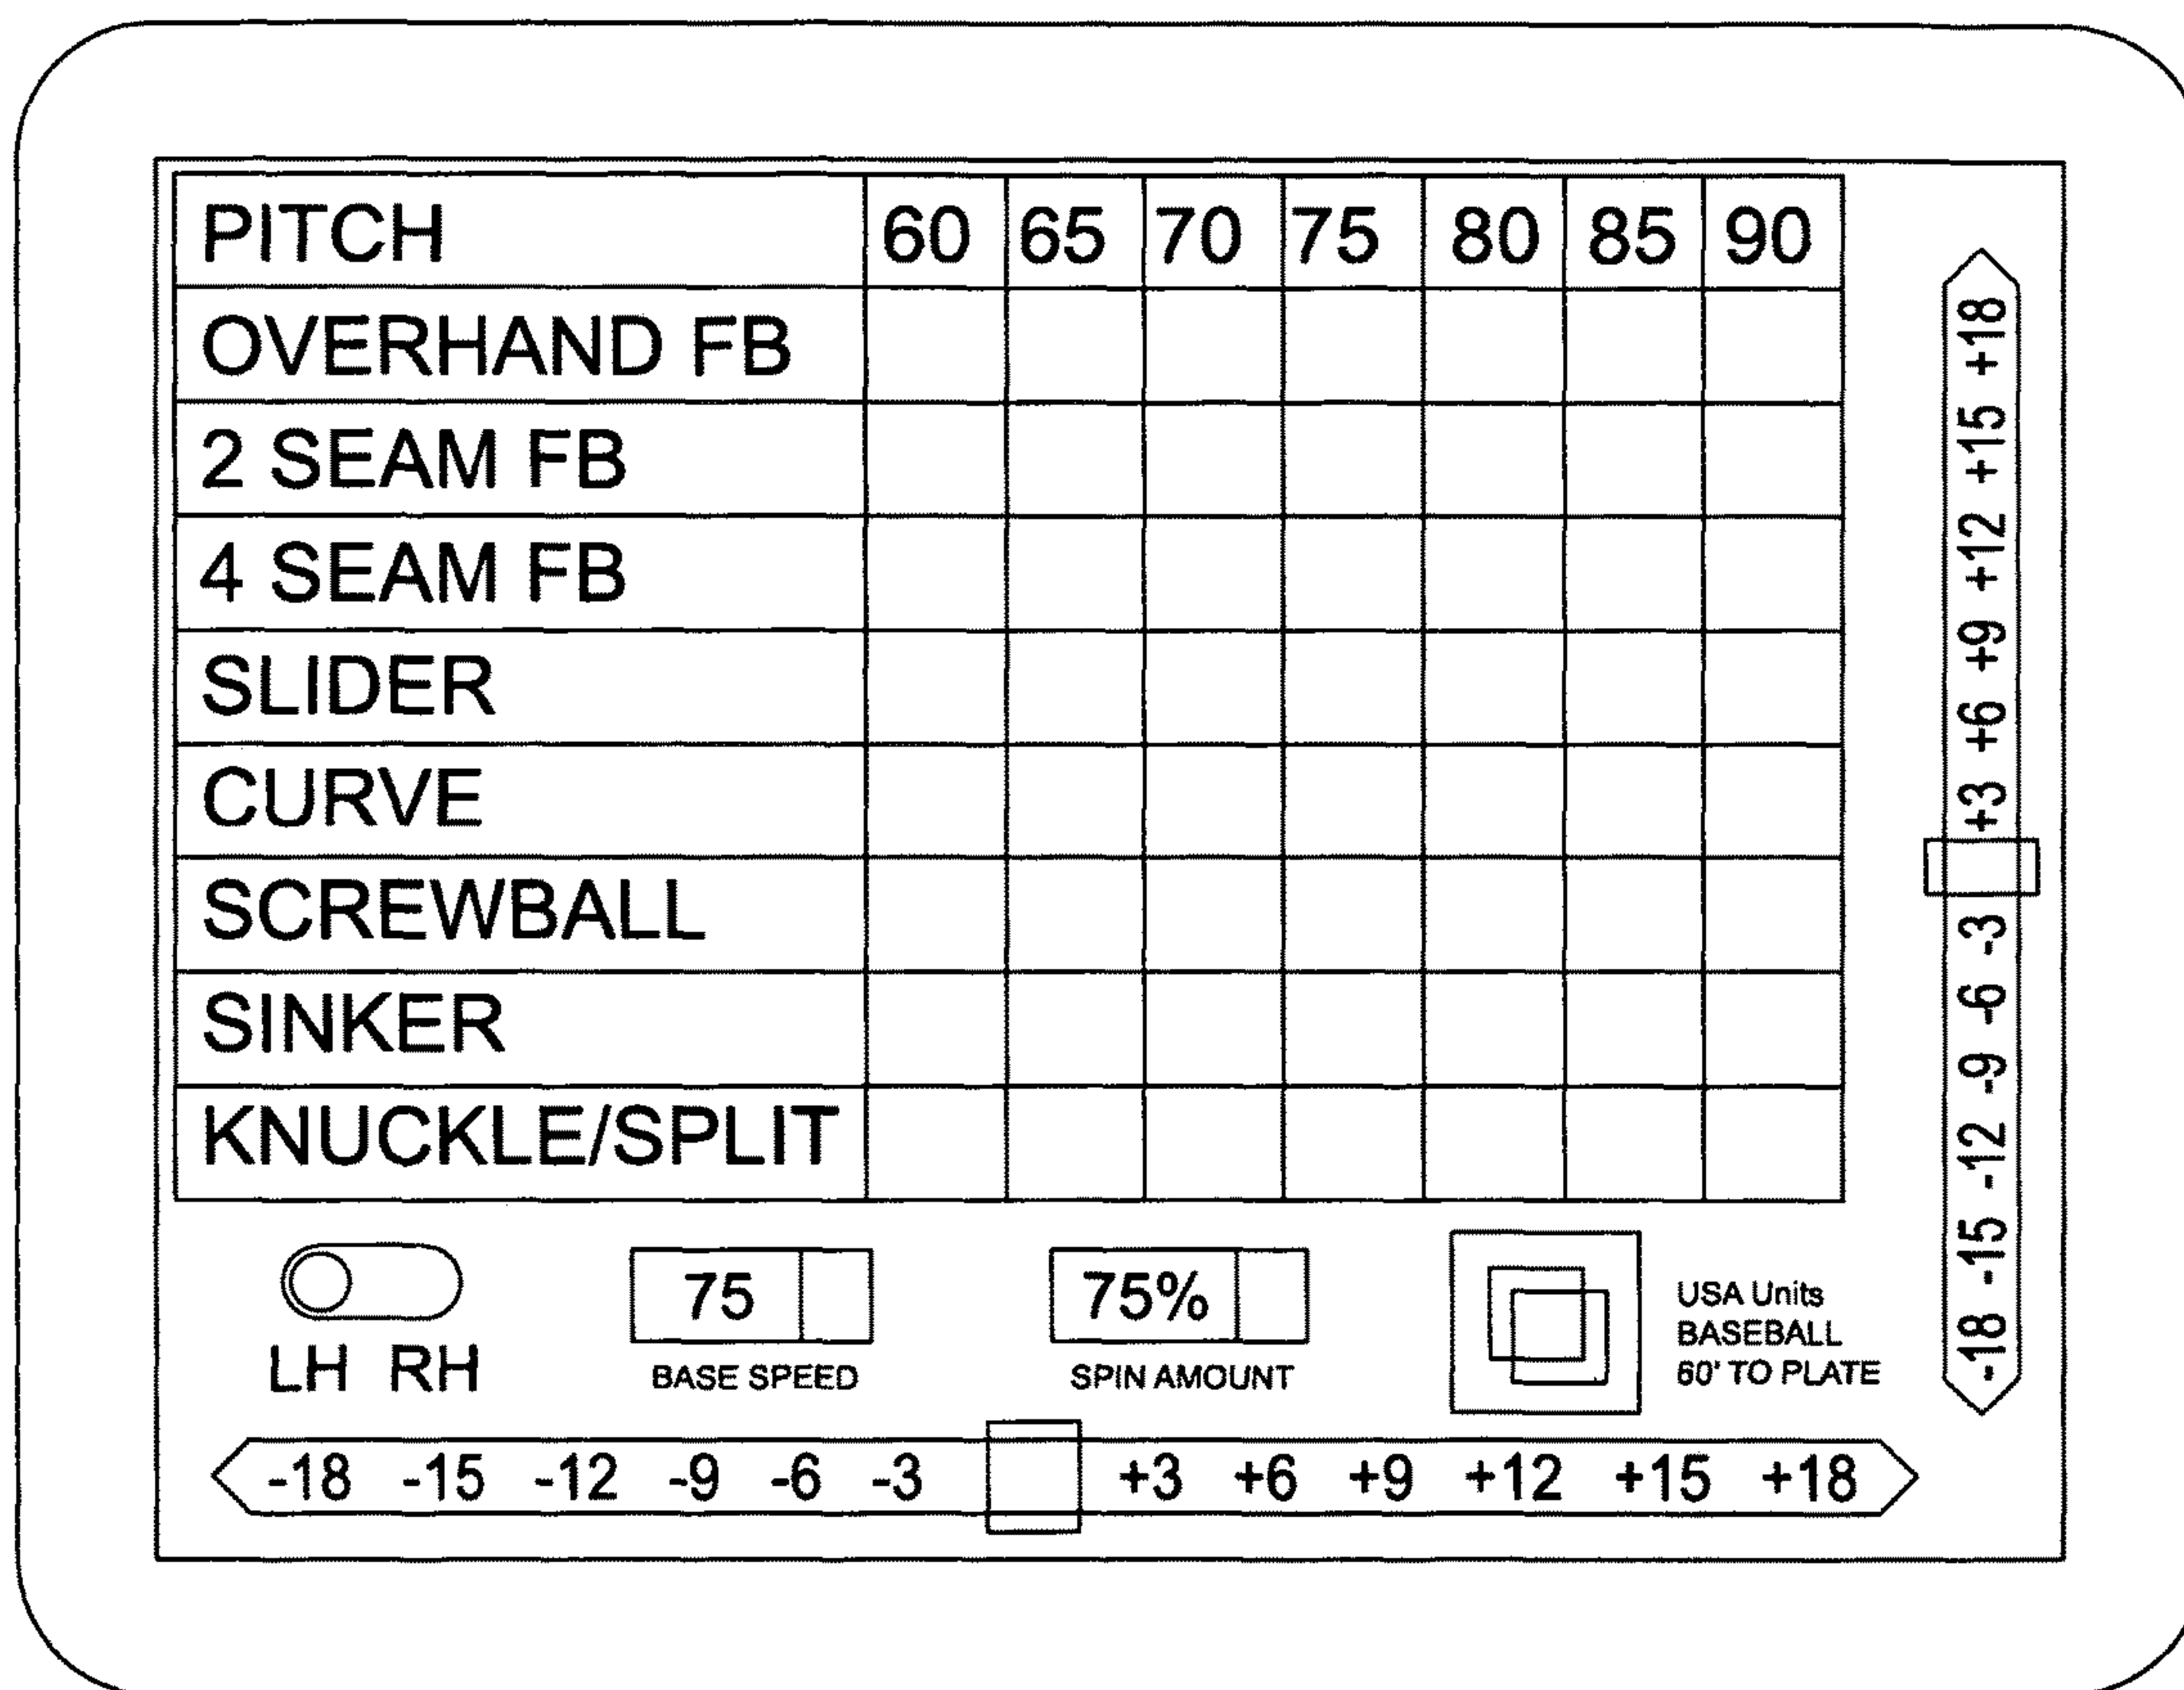 PITCH 60 65 70 75 80 85 90
OVERHAND FB
2 SEAM FB
4 SEAM FB
SLIDER
CURVE
SCREWBALL
SINKER
KNUCKLE/SPLIT
LH RH
75
BASE SPEED
75%
SPIN AMOUNT
USA Units
BASEBALL
60' TO PLATE
-18 -15 -12 -9 -6 -3 +3 +6 +9 +12 +15 +18
-18 -15 -12 -9 -6 -3 +3 +6 +9 +12 +15 +18